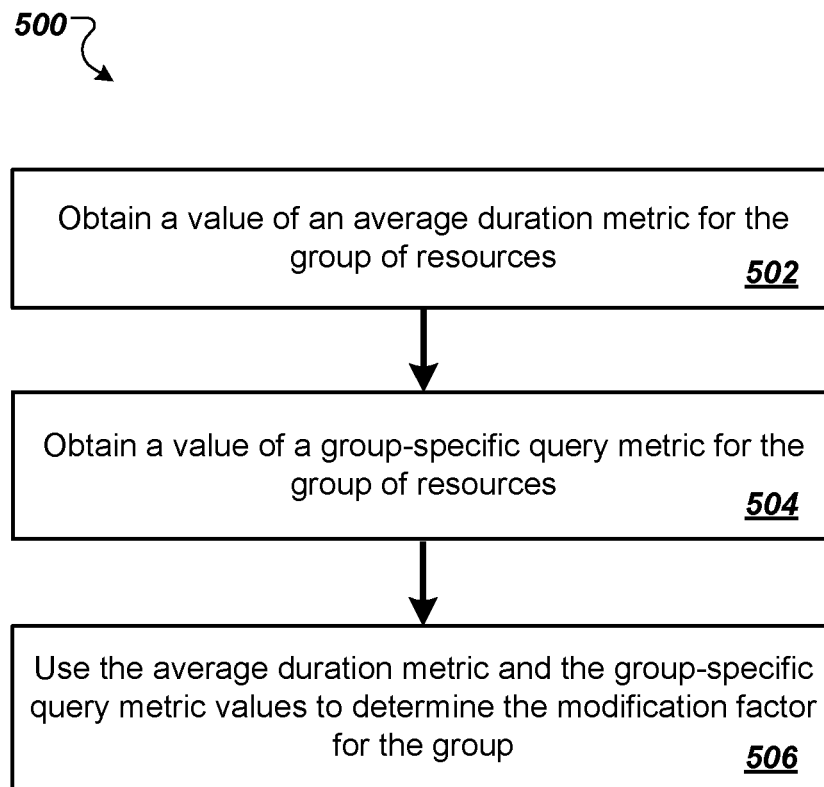 500
Obtain a value of an average duration metric for the
group of resources
502
Obtain a value of a group-specific query metric for the
group of resources
504
Use the average duration metric and the group-specific
query metric values to determine the modification factor
for the group
506